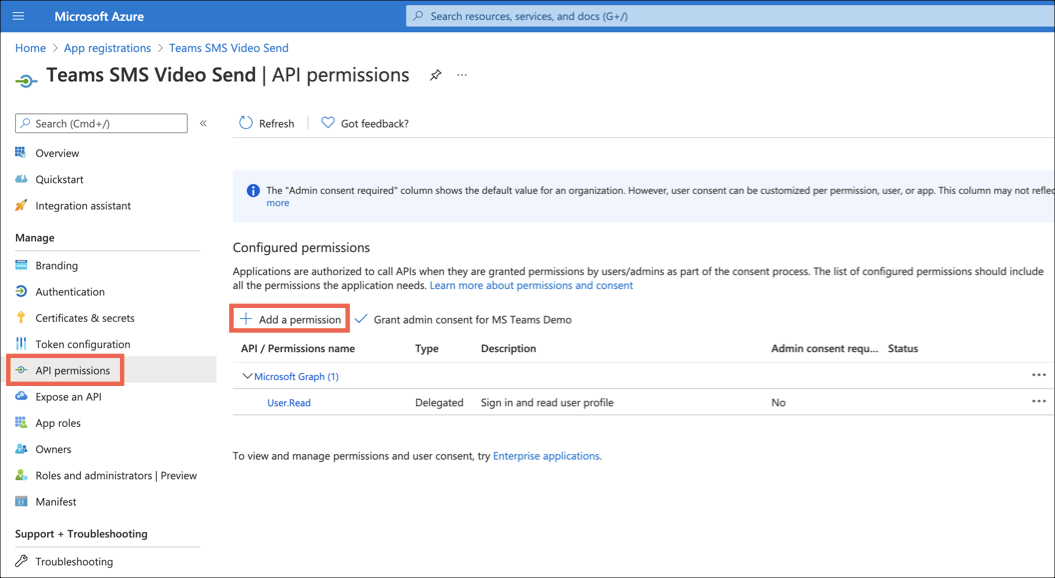 Microsoft Azure
Search resources, services, and docs (G+/)
Home > App registrations > Teams SMS Video Send
Teams SMS Video Send | API permissions
Search (Cmd+/)
Overview
Quickstart
Integration assistant
Manage
Branding
Authentication
Certificates & secrets
Token configuration
API permissions
Expose an API
App roles
Owners
Roles and administrators | Preview
Manifest
Support + Troubleshooting
Troubleshooting
Refresh
Got feedback?
The "Admin consent required" column shows the default value for an organization. However, user consent can be customized per permission, user, or app. This column may not reflec
more
Configured permissions
Applications are authorized to call APIs when they are granted permissions by users/admins as part of the consent process. The list of configured permissions should include
all the permissions the application needs. Learn more about permissions and consent
Add a permission
Grant admin consent for MS Teams Demo
API / Permissions name Type Description Admin consent requ... Status
Microsoft Graph (1)
User.Read Delegated Sign in and read user profile No
To view and manage permissions and user consent, try Enterprise applications.